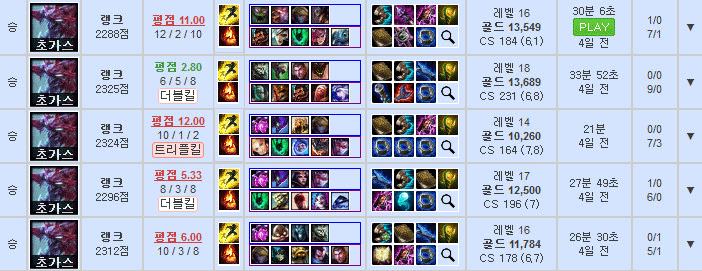 승
초가스
랭크
2288점
평점 11.00
12 / 2 / 10
레벨 16
골드 13,549
CS 184 (6,1)
30분 6초
PLAY
4일 전
1/0
7/1
▼
초가스
랭크
2325점
평점 2.80
6 / 5 / 8
더블킬
레벨 18
골드 13,689
CS 231 (6,8)
33분 52초
4일 전
0/0
9/0
▼
승
초가스
랭크
2324점
평점 12.00
10 / 1 / 2
트리플킬
레벨 14
골드 10,260
CS 164 (7,8)
21분
4일 전
0/0
7/3
▼
승
초가스
랭크
2296점
평점 5.33
8 / 3 / 8
더블킬
레벨 17
골드 12,500
CS 196 (7)
27분 49초
4일 전
1/0
6/0
▼
승
초가스
랭크
2312점
평점 6.00
10 / 3 / 8
레벨 16
골드 11,784
CS 178 (6,7)
26분 30초
4일 전
0/1
5/1
▼